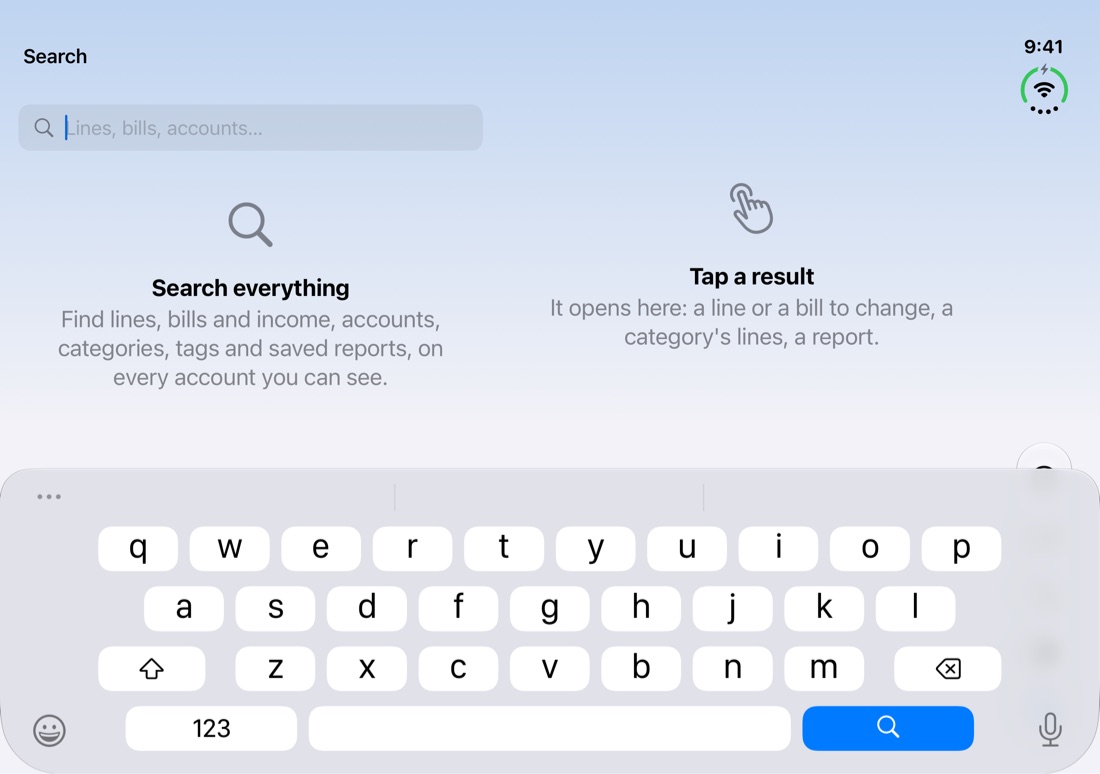 Search
9:41
Lines, bills, accounts...
Search everything
Find lines, bills and income, accounts,
categories, tags and saved reports, on
every account you can see.
Tap a result
It opens here: a line or a bill to change, a
category's lines, a report.
q w e r t y u i o p
a s d f g h j k l
z x c v b n m
123